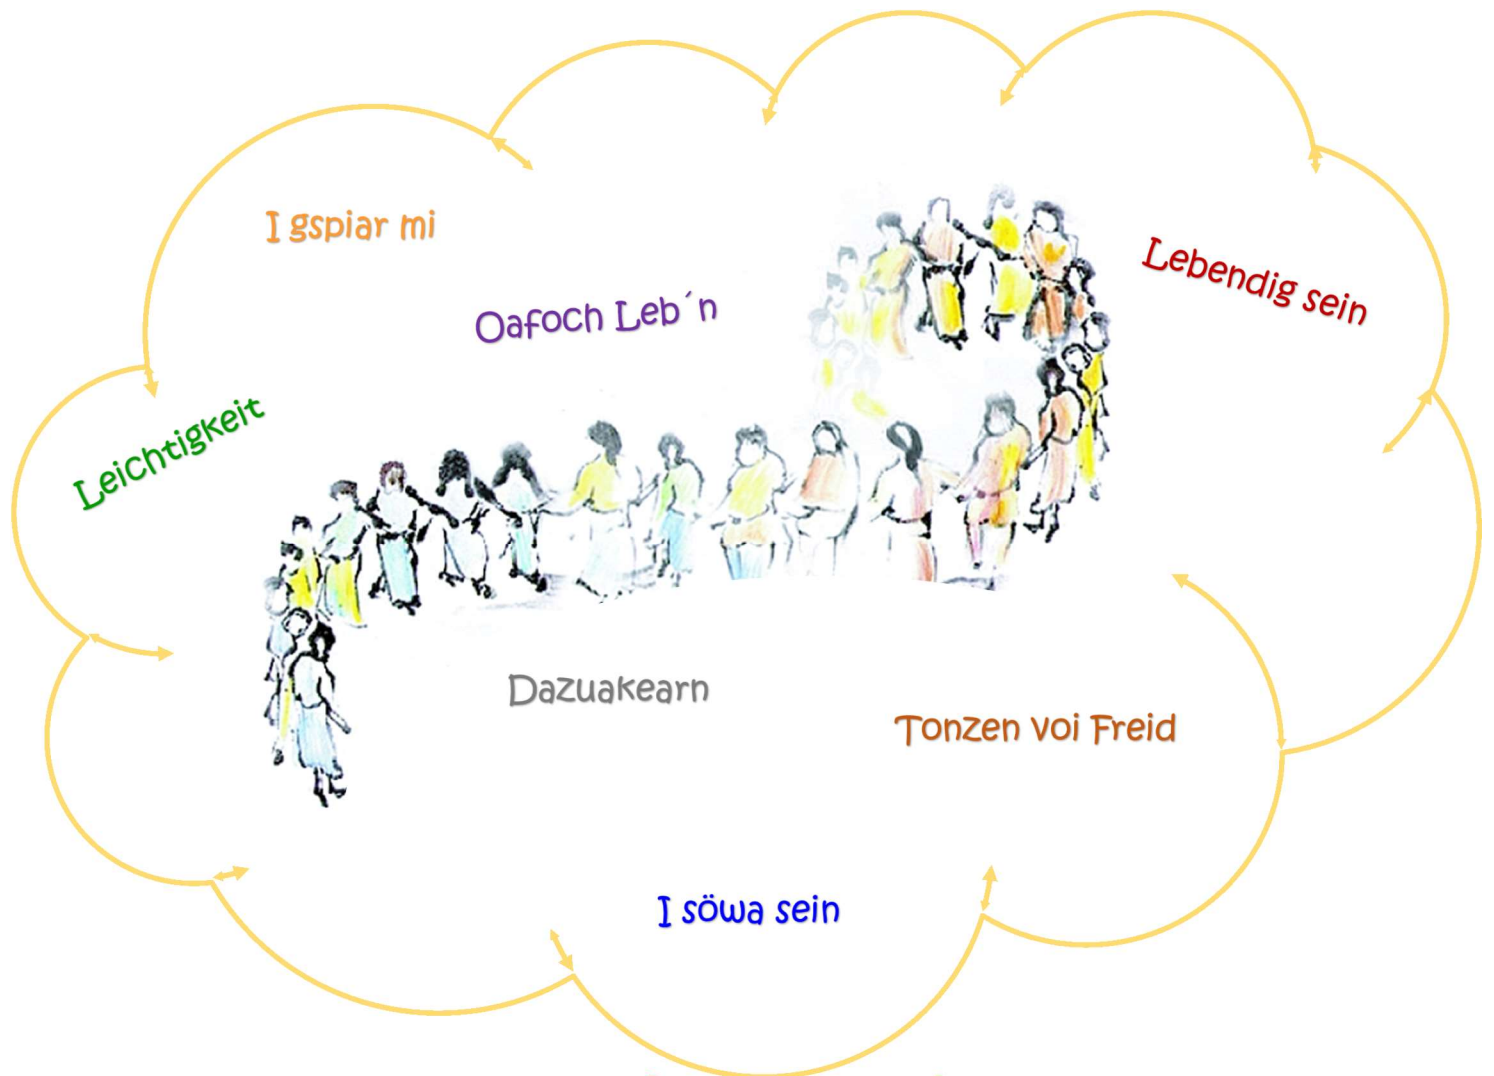 I gspiar mi
Lebendig sein
Oafoch Leb´n
Leichtigkeit
Dazuakearn
Tonzen voi Freid
I söwa sein